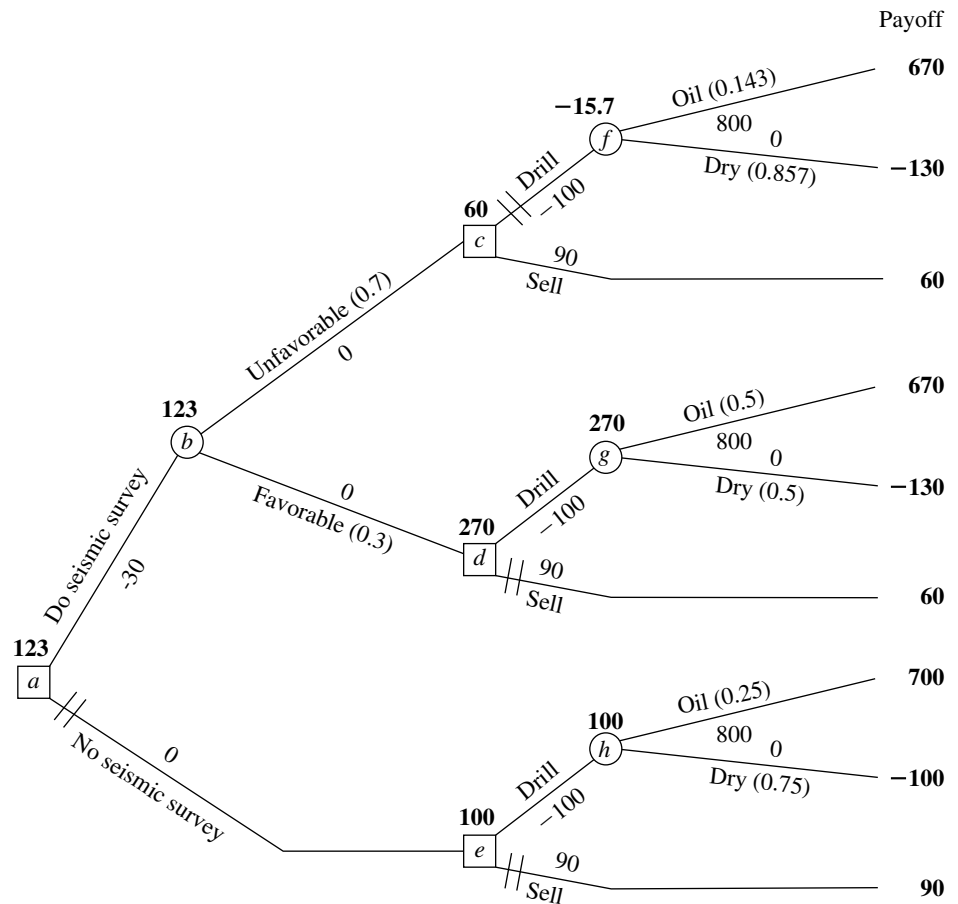 Payoff
670
Oil (0.143)
−15.7
f
800
0
Dry (0.857)
−130
Drill
−100
60
c
90
Sell
60
Unfavorable (0.7)
0
670
Oil (0.5)
270
g
800
0
Dry (0.5)
−130
123
b
0
Favorable (0.3)
Drill
−100
270
d
90
Sell
60
Do seismic survey
-30
123
a
0
No seismic survey
700
Oil (0.25)
100
h
800
0
Dry (0.75)
−100
Drill
−100
100
e
90
Sell
90